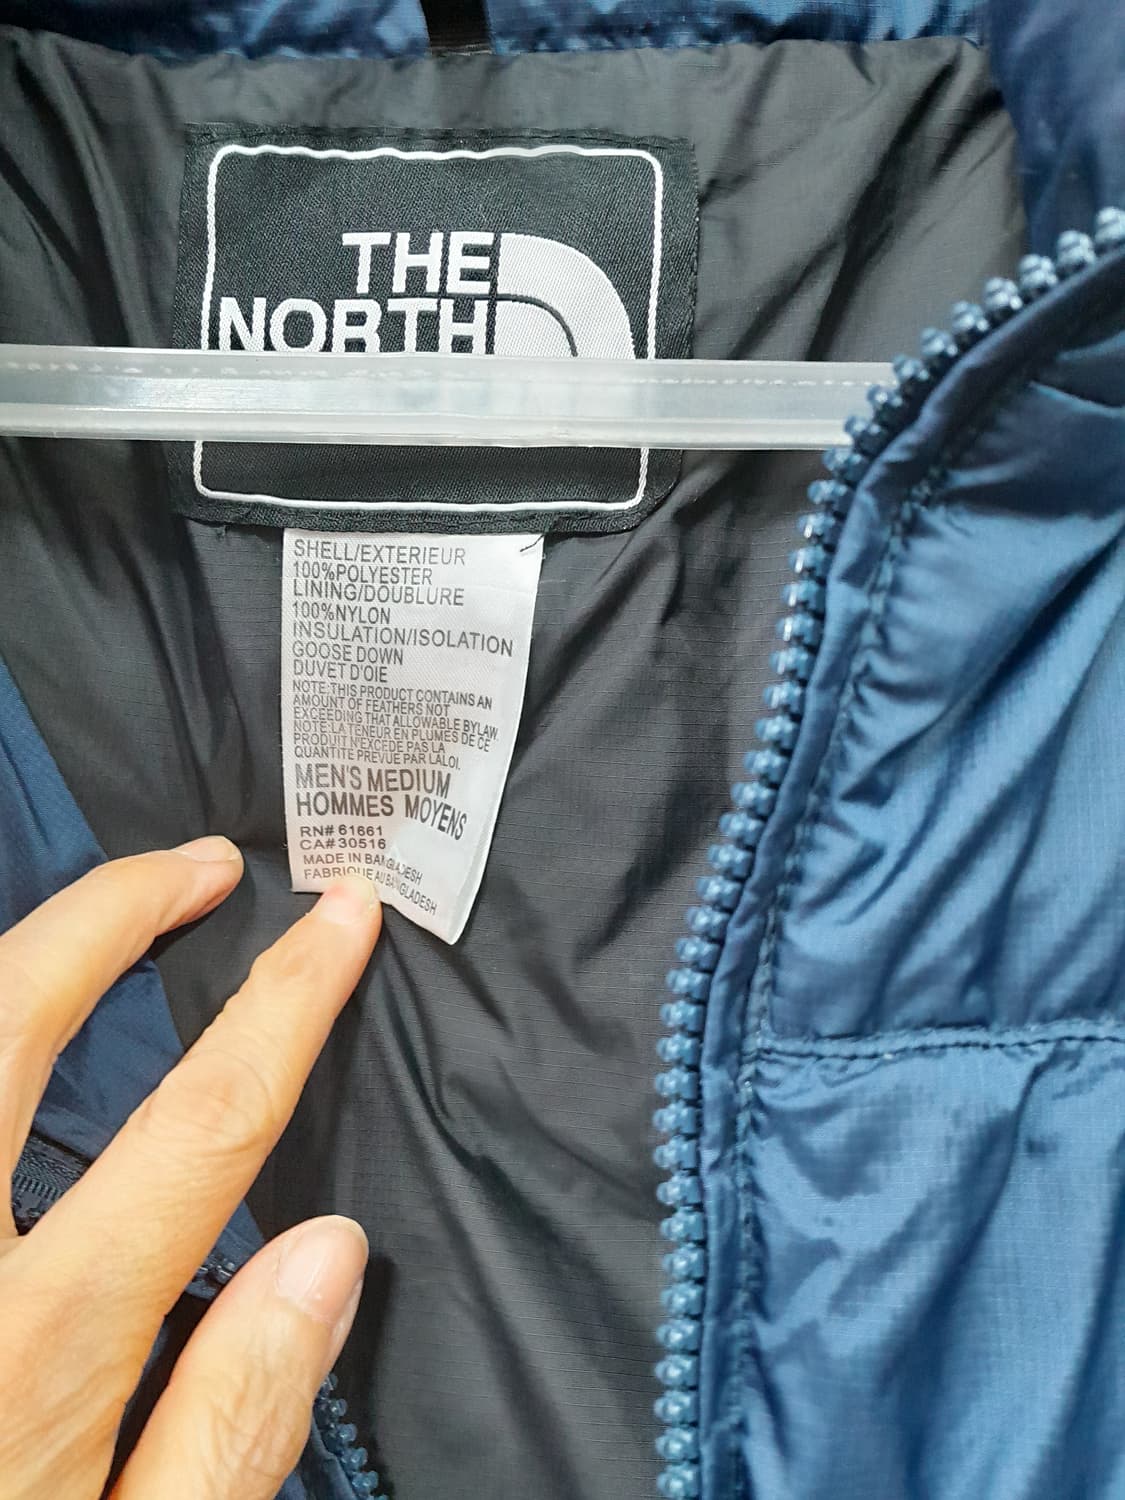 THE
NORTH
SHELL/EXTERIEUR
100%POLYESTER
LINING/DOUBLURE
100%NYLON
INSULATION/ISOLATION
GOOSE DOWN
DUVET D'OIE
NOTE:THIS PRODUCT CONTAINS AN
AMOUNT OF FEATHERS NOT
EXCEEDING THAT ALLOWABLE BYLAW.
NOTE:LA TENEUR EN PLUMES DE CE
PRODUIT N'EXCEDE PAS LA
QUANTITE PREVUE PAR LALOI.
MEN'S MEDIUM
HOMMES MOYENS
RN# 61661
CA#30516
MADE IN BANGLADESH
FABRIQUE AU BANGLADESH